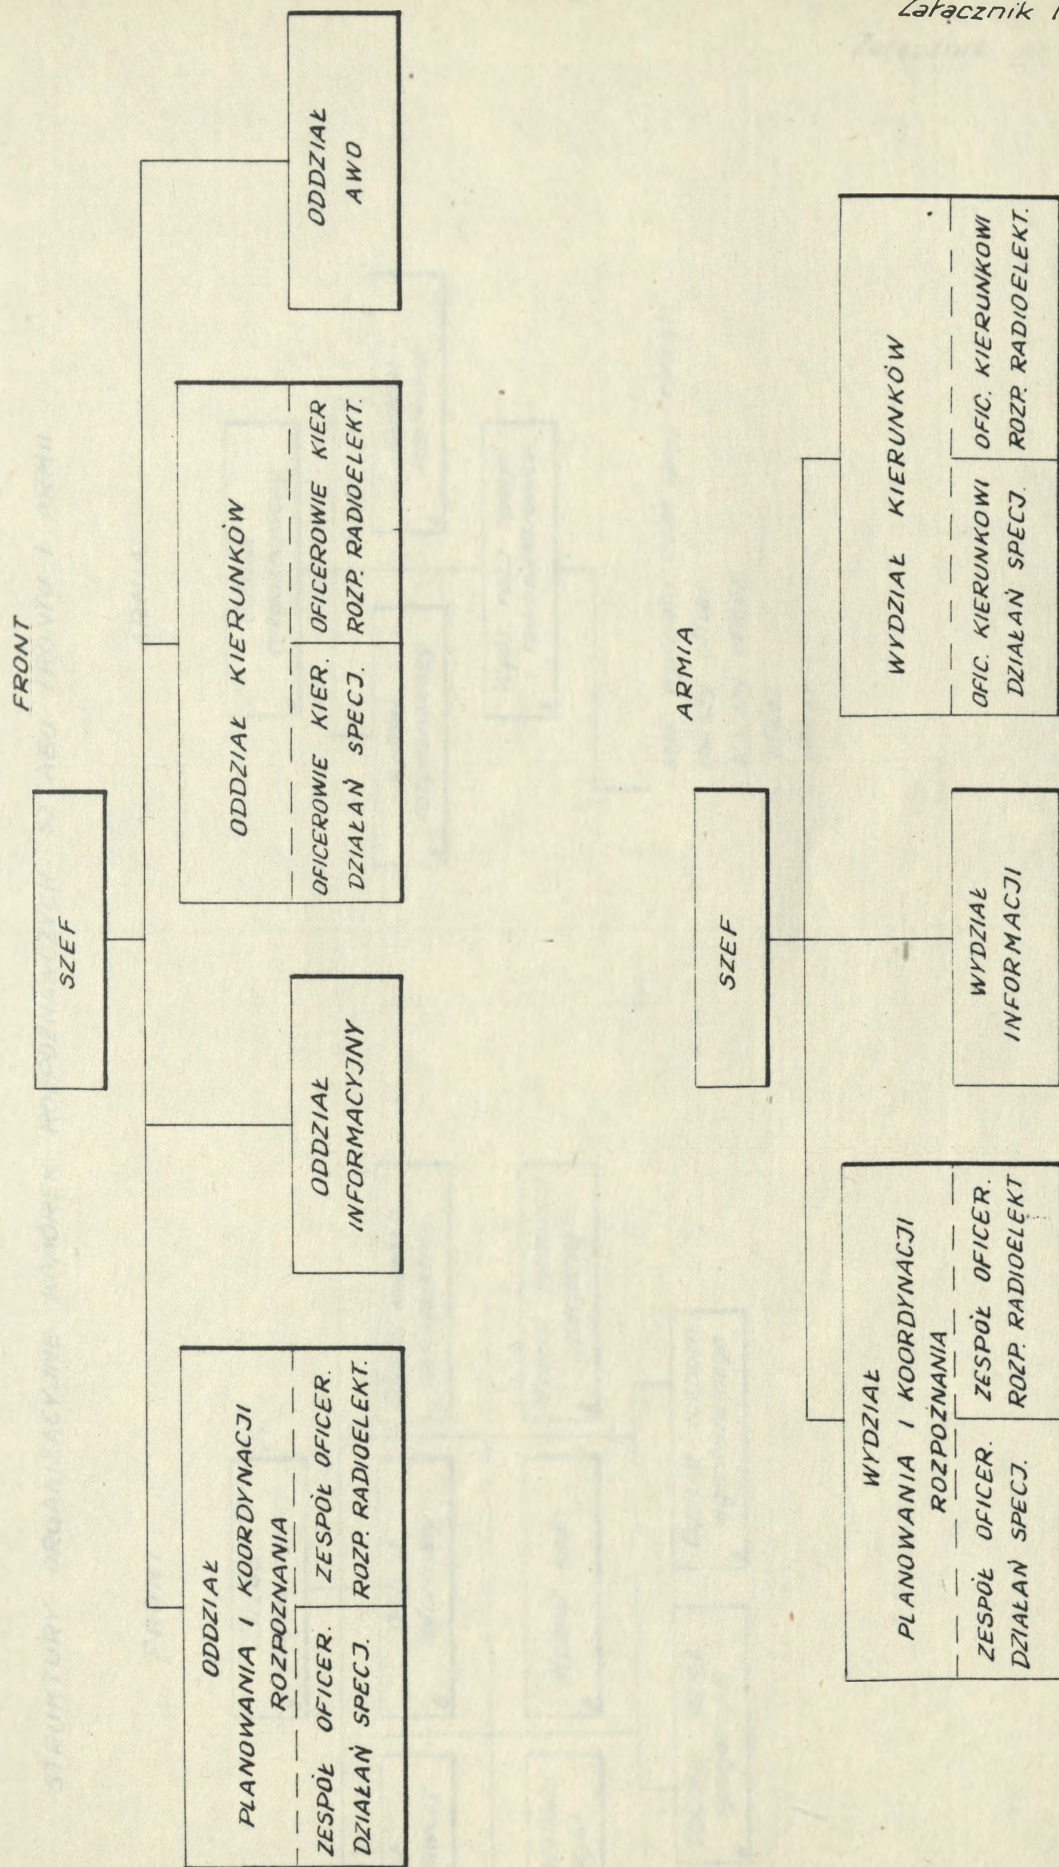 Załącznik
FRONT
SZEF
ODDZIAŁ
PLANOWANIA I KOORDYNACJI
ROZPOZNANIA
ZESPÓŁ OFICER.
DZIAŁAŃ SPECJ.
ZESPÓŁ OFICER.
ROZP. RADIOELEKT.
ODDZIAŁ
INFORMACYJNY
ODDZIAŁ KIERUNKÓW
OFICEROWIE KIER.
DZIAŁAŃ SPECJ.
OFICEROWIE KIER
ROZP. RADIOELEKT.
ODDZIAŁ
AWO
ARMIA
SZEF
WYDZIAŁ
PLANOWANIA I KOORDYNACJI
ROZPOZNANIA
ZESPÓŁ OFICER.
DZIAŁAŃ SPECJ.
ZESPÓŁ OFICER.
ROZP. RADIOELEKT
WYDZIAŁ
INFORMACJI
WYDZIAŁ KIERUNKÓW
OFIC. KIERUNKOWI
DZIAŁAŃ SPECJ.
OFIC. KIERUNKOWI
ROZP. RADIOELEKT.